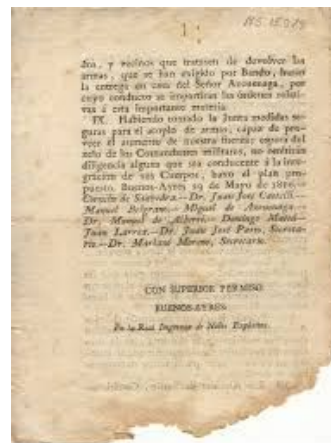 dos, y vecinos que traten de devolver las
armas, que se han exigido por Bando, harán
la entrega en casa del Señor Azcuenaga, por
cuyo conducto se impartirán las órdenes relati-
vas á esta importante materia.
IX. Habiendo tomado la Junta medidas se-
guras para el acopio de armas, capaz de pro-
veer el aumento de nuestra fuerza; espera del
zelo de los Comandantes militares, no omitirán
diligencia alguna que sea conducente á la inte-
gracion de sus Cuerpos, baxo el plan pro-
puesto. Buenos-Ayres 29 de Mayo de 1810.—
Cornelio de Saavedra.—Dr. Juan José Castelli.—
Manuel Belgrano.—Miguel de Azcuenaga.—
Dr. Manuel de Alberti.—Domingo Mateu.—
Juan Larrea.—Dr. Juan José Paso, Secreta-
rio.—Dr. Mariano Moreno, Secretario.
CON SUPERIOR PERMISO
BUENOS-AYRES.
En la Real Imprenta de Niños Expósitos.